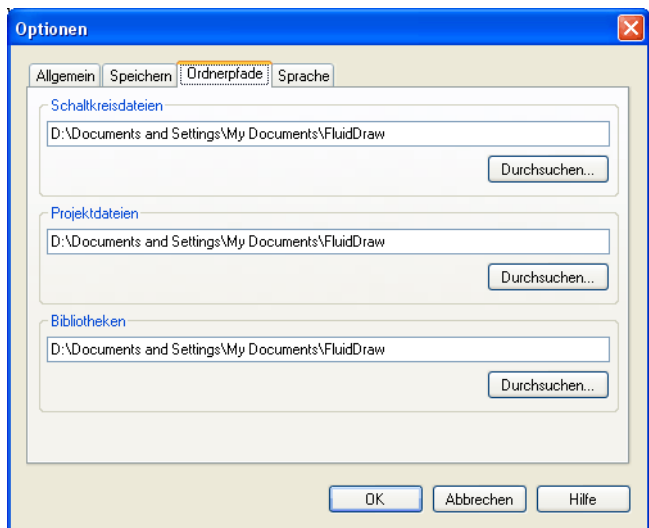 Optionen
Allgemein Speichern Ordnerpfade Sprache
Schaltkreisdateien
D:\Documents and Settings\My Documents\FluidDraw
Durchsuchen...
Projektdateien
D:\Documents and Settings\My Documents\FluidDraw
Durchsuchen...
Bibliotheken
D:\Documents and Settings\My Documents\FluidDraw
Durchsuchen...
OK Abbrechen Hilfe